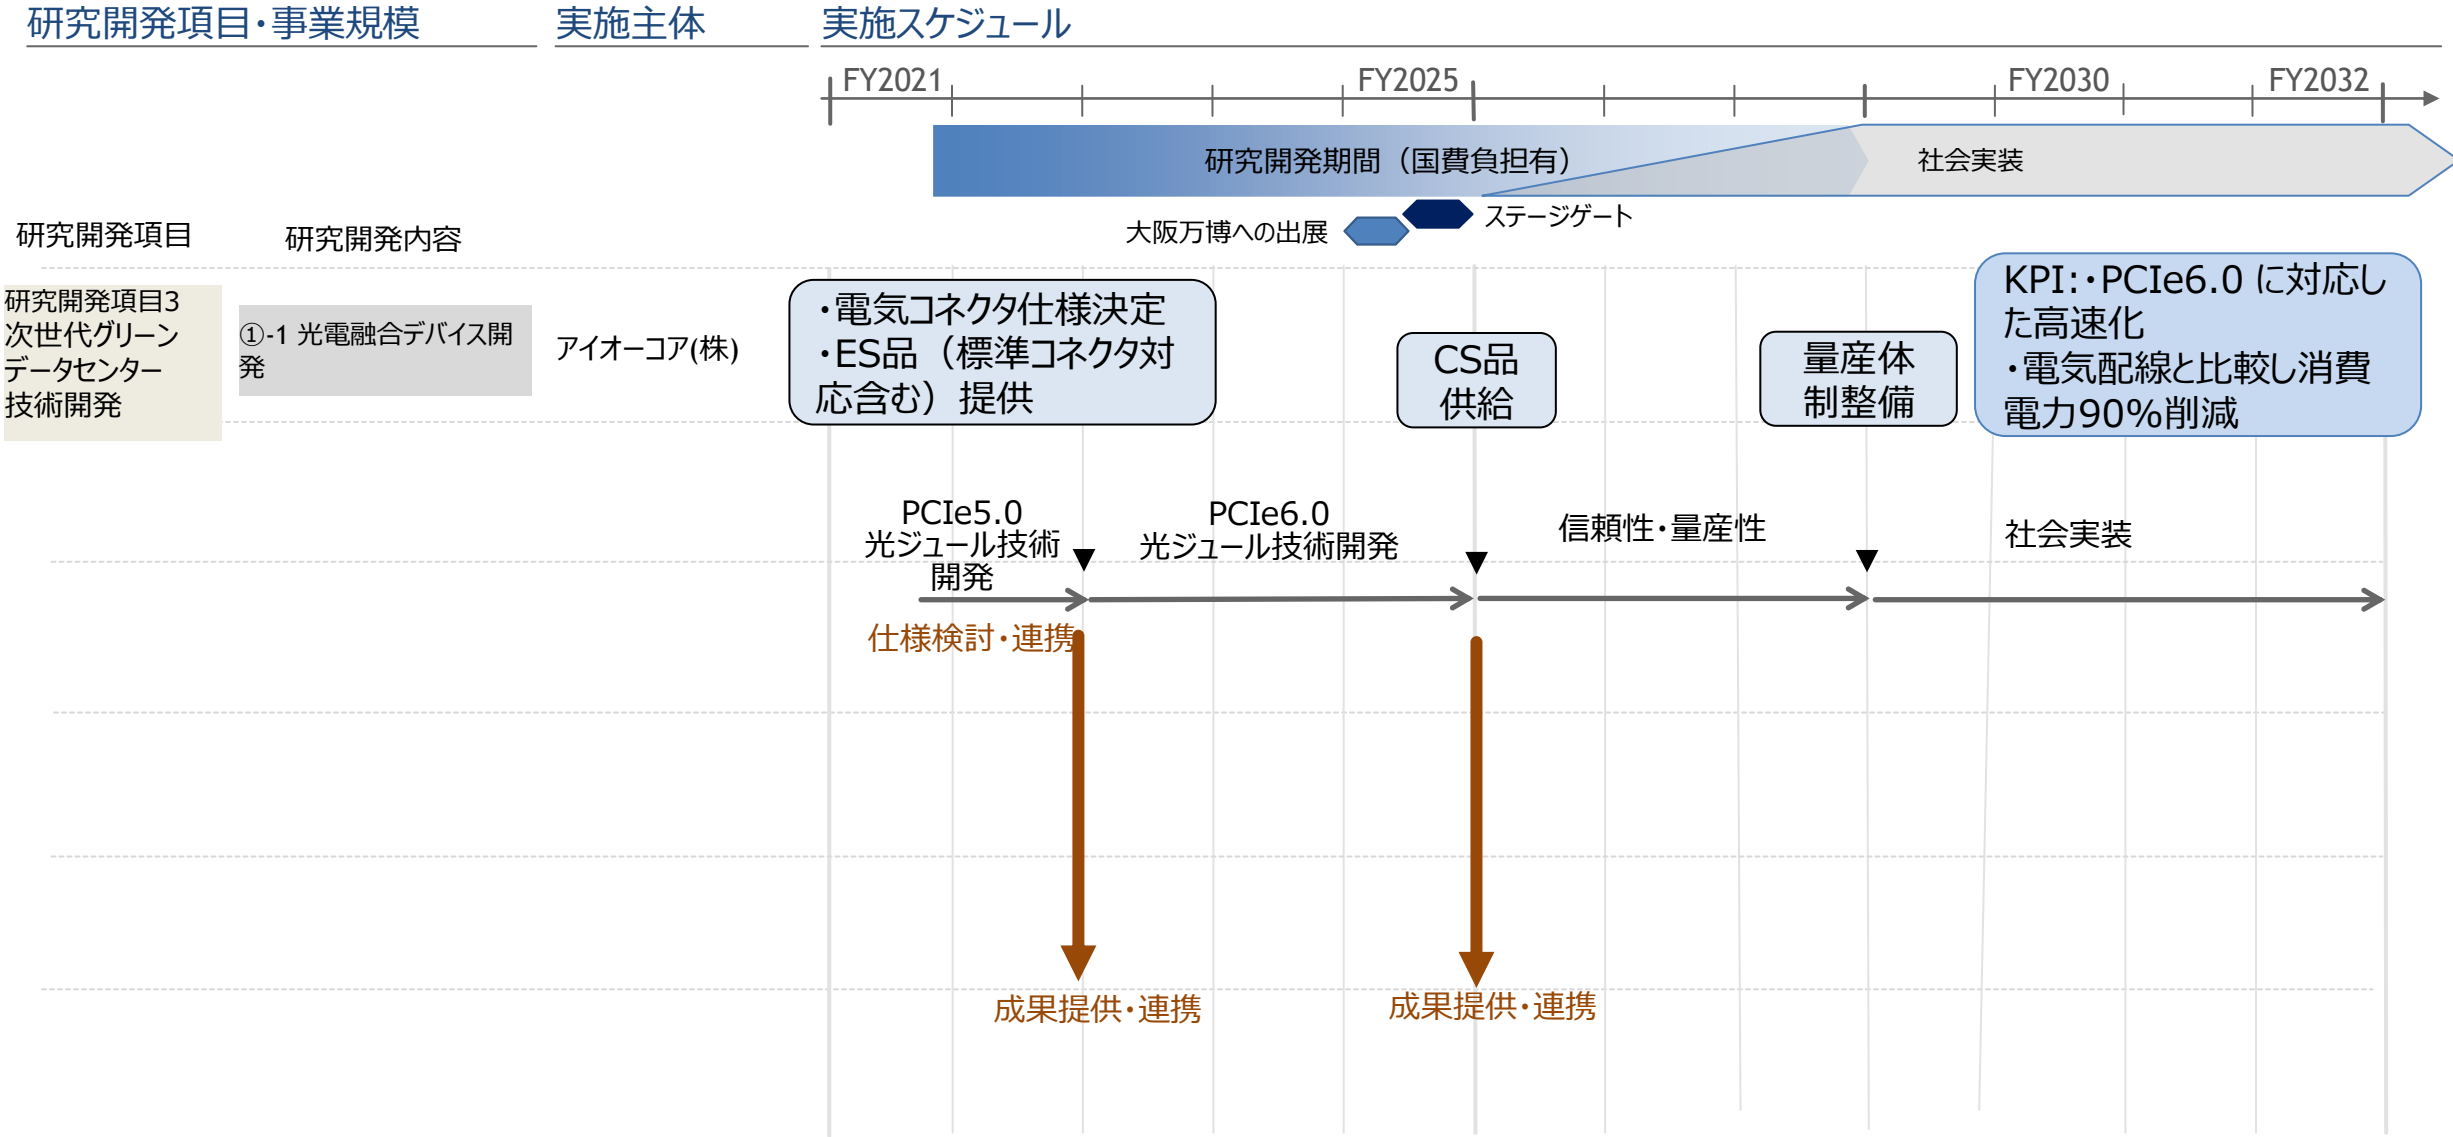 研究開発項目・事業規模
実施主体
実施スケジュール
FY2021
FY2025
FY2030
FY2032
研究開発期間（国費負担有）
社会実装
大阪万博への出展
ステージゲート
研究開発項目
研究開発内容
研究開発項目3
次世代グリーン
データセンター
技術開発
①-1 光電融合デバイス開
発
アイオーコア(株)
・電気コネクタ仕様決定
・ES品（標準コネクタ対
応含む）提供
CS品
供給
量産体
制整備
KPI:・PCIe6.0 に対応し
た高速化
・電気配線と比較し消費
電力90%削減
PCIe5.0
光ジュール技術
開発
PCIe6.0
光ジュール技術開発
信頼性・量産性
社会実装
仕様検討・連携
成果提供・連携
成果提供・連携